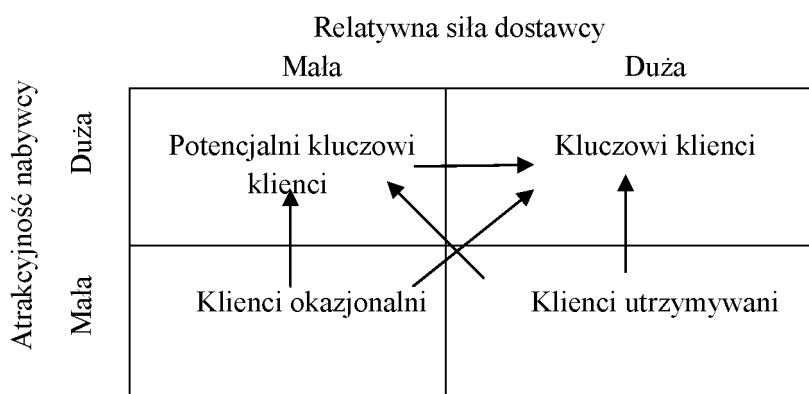 Relatywna siła dostawcy
Mała
Duża
Atrakcyjność nabywcy
Duża
Potencjalni kluczowi
klienci
Kluczowi klienci
Mała
Klienci okazjonalni
Klienci utrzymywani